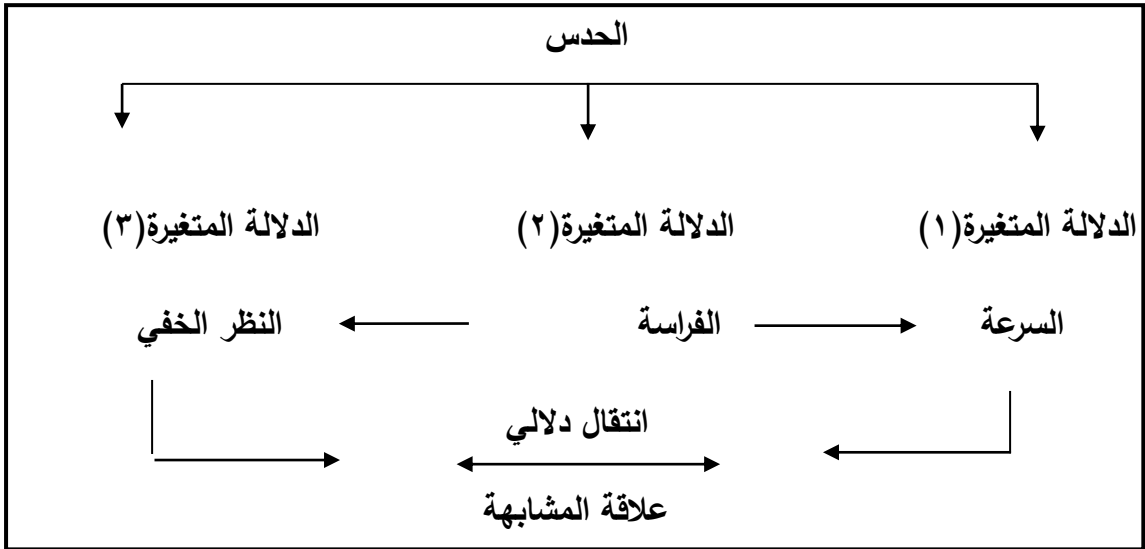 الحدس
الدلالة المتغيرة(١) الدلالة المتغيرة(٢) الدلالة المتغيرة(٣)
السرعة الفراسة النظر الخفي
انتقال دلالي
علاقة المشابهة